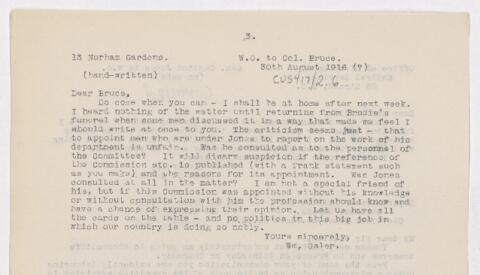 3.
13 Norham Gardens. W.O. to Col. Bruce.
30th August 1916 (?)
(hand-written) CUS417/2.6
Dear Bruce,
Do come when you can - I shall be at home after next week.
I heard nothing of the matter until returning from Brodie's
funeral when some men discussed it in a way that made me feel I
should write at once to you. The criticism seems just - that
to appoint men who are under Jones to report on the work of his
department is unfair. Was he consulted as to the personnel of
the Committee? It will disarm suspicion if the reference of
the Commission etc. is published (with a frank statement such
as you make) and the reasons for its appointment. Was Jones
consulted at all in the matter? I am not a special friend of
his, but if this Commission was appointed without his knowledge
or without consultation with him the profession should know and
have a chance of expressing their opinion. Let us have all
the cards on the table - and no politics in this big job in
which our country is doing so nobly.
Yours sincerely,
Wm. Osler.